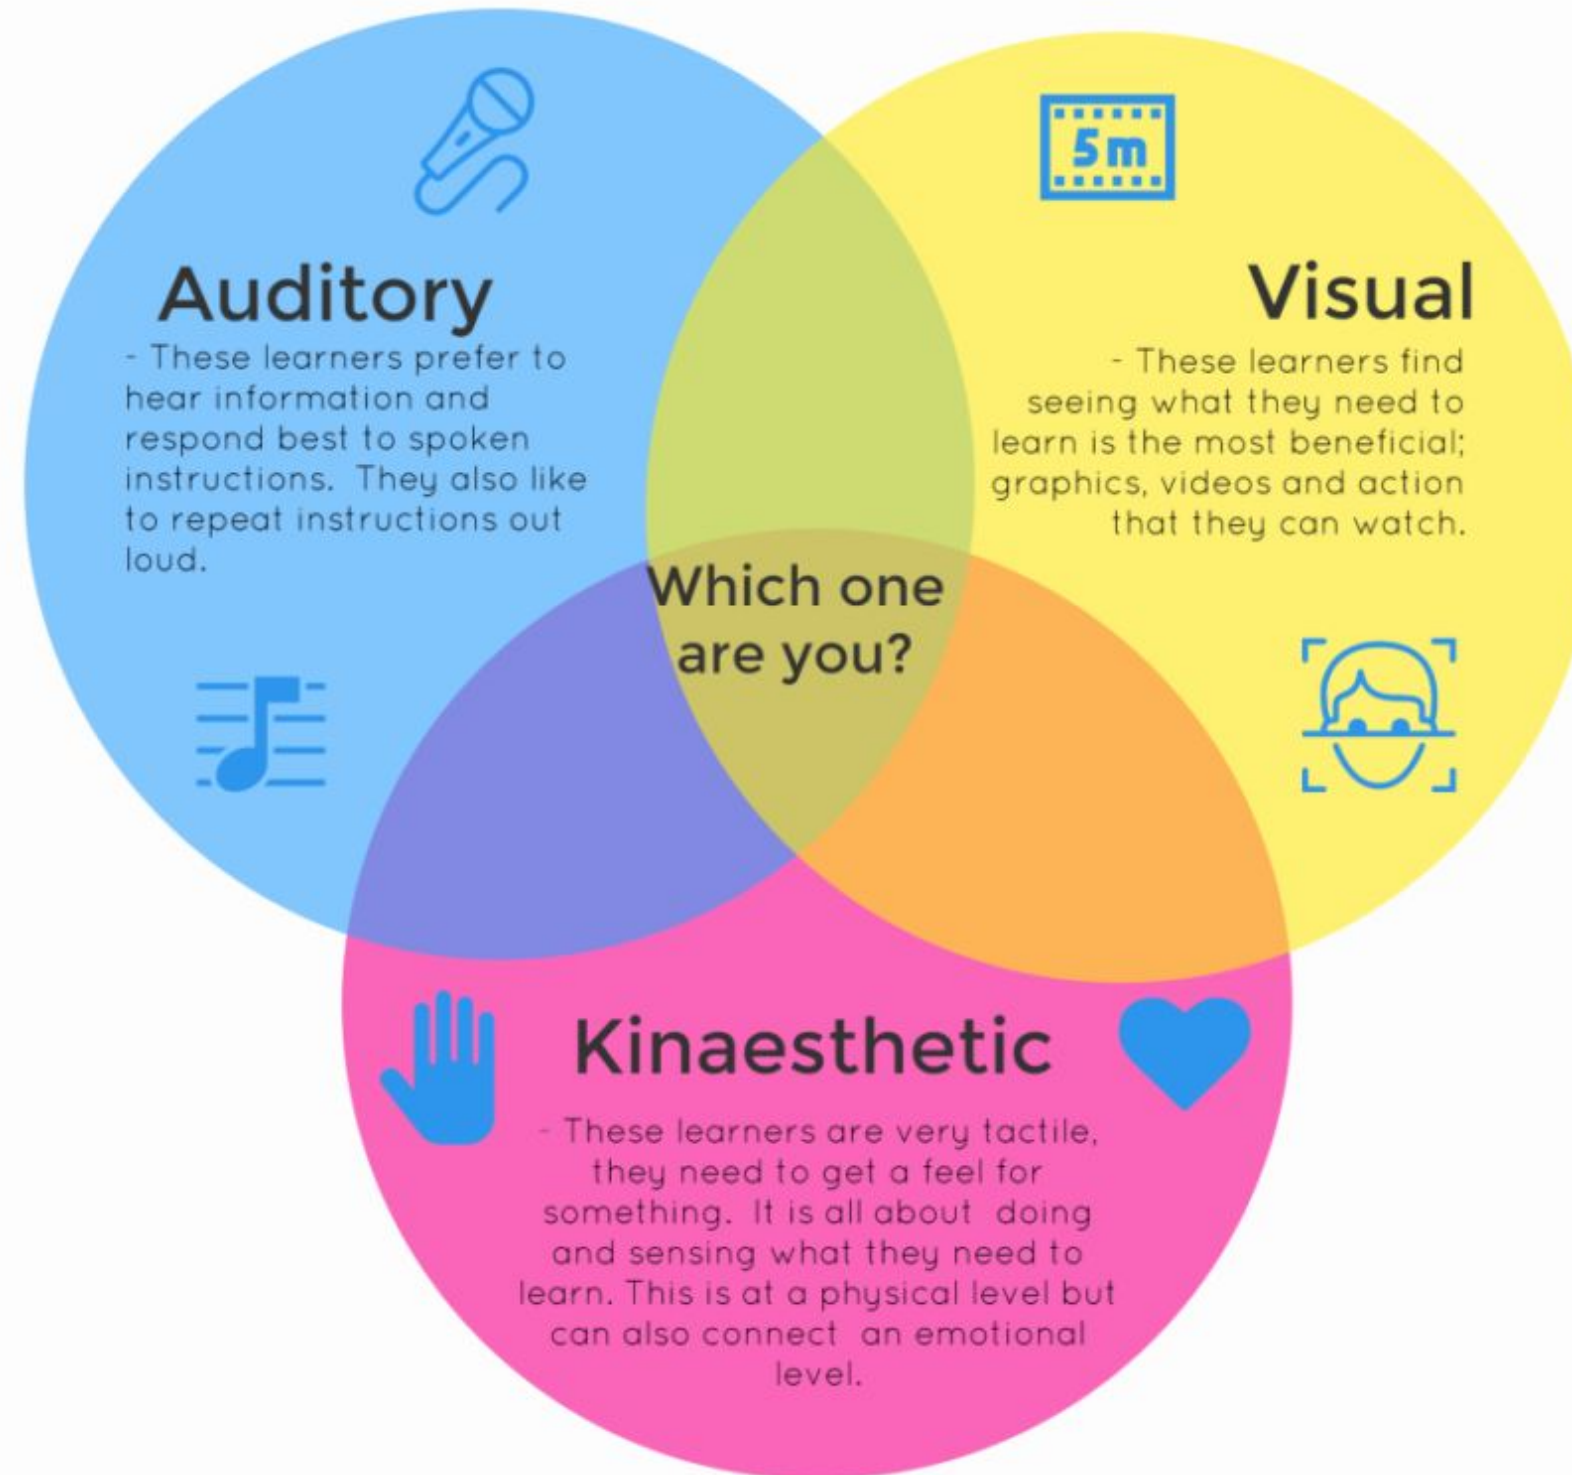 5m
Auditory
- These learners prefer to
hear information and
respond best to spoken
instructions.  They also like
to repeat instructions out
loud.
Visual
- These learners find
seeing what they need to
learn is the most beneficial;
graphics, videos and action
that they can watch.
Which one
are you?
Kinaesthetic
- These learners are very tactile,
they need to get a feel for
something.  It is all about  doing
and sensing what they need to
learn. This is at a physical level but
can also connect  an emotional
level.